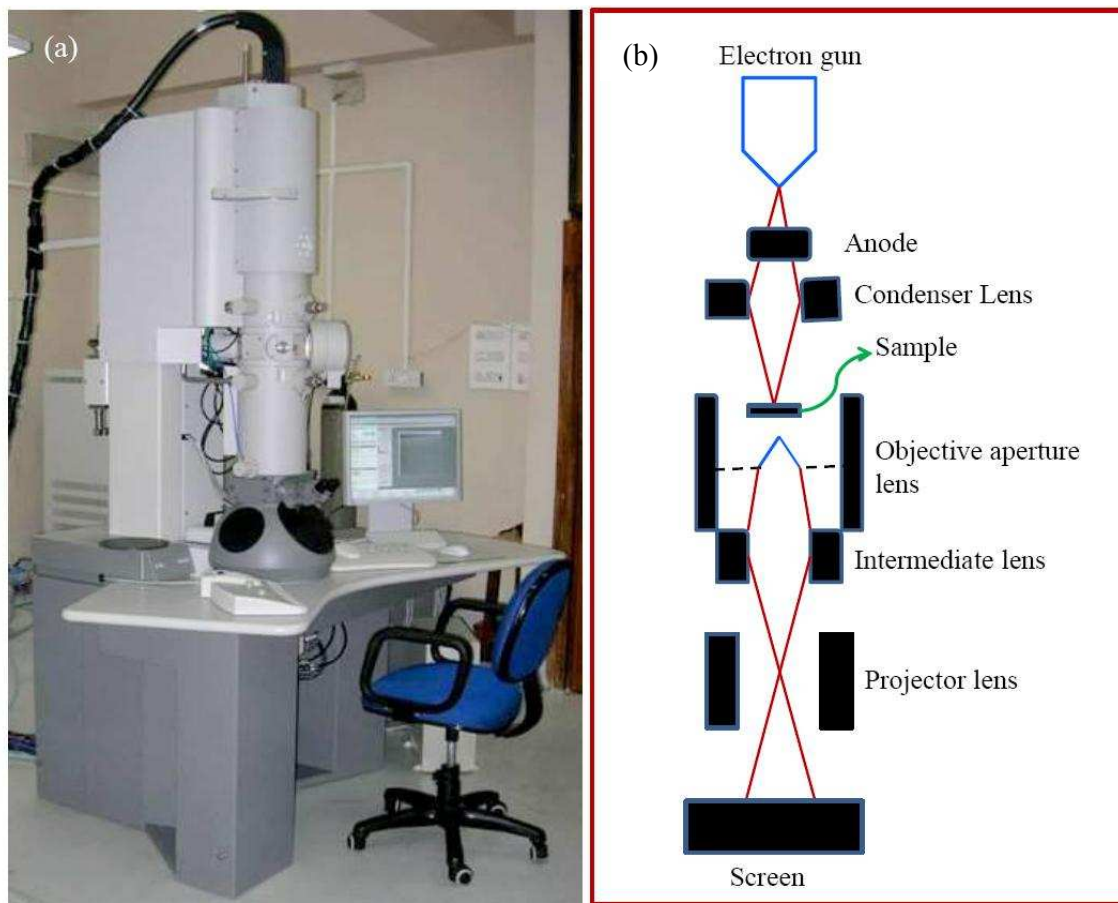 (a)
(b)
Electron gun
Anode
Condenser Lens
Sample
Objective aperture
lens
Intermediate lens
Projector lens
Screen